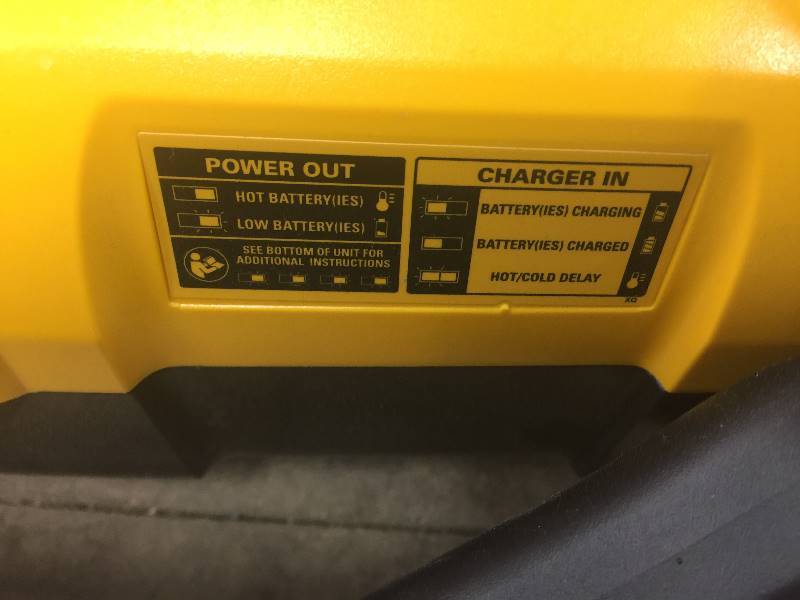 POWER OUT
HOT BATTERY(IES)
LOW BATTERY(IES)
SEE BOTTOM OF UNIT FOR
ADDITIONAL INSTRUCTIONS
CHARGER IN
BATTERY(IES) CHARGING
BATTERY(IES) CHARGED
HOT/COLD DELAY
XG